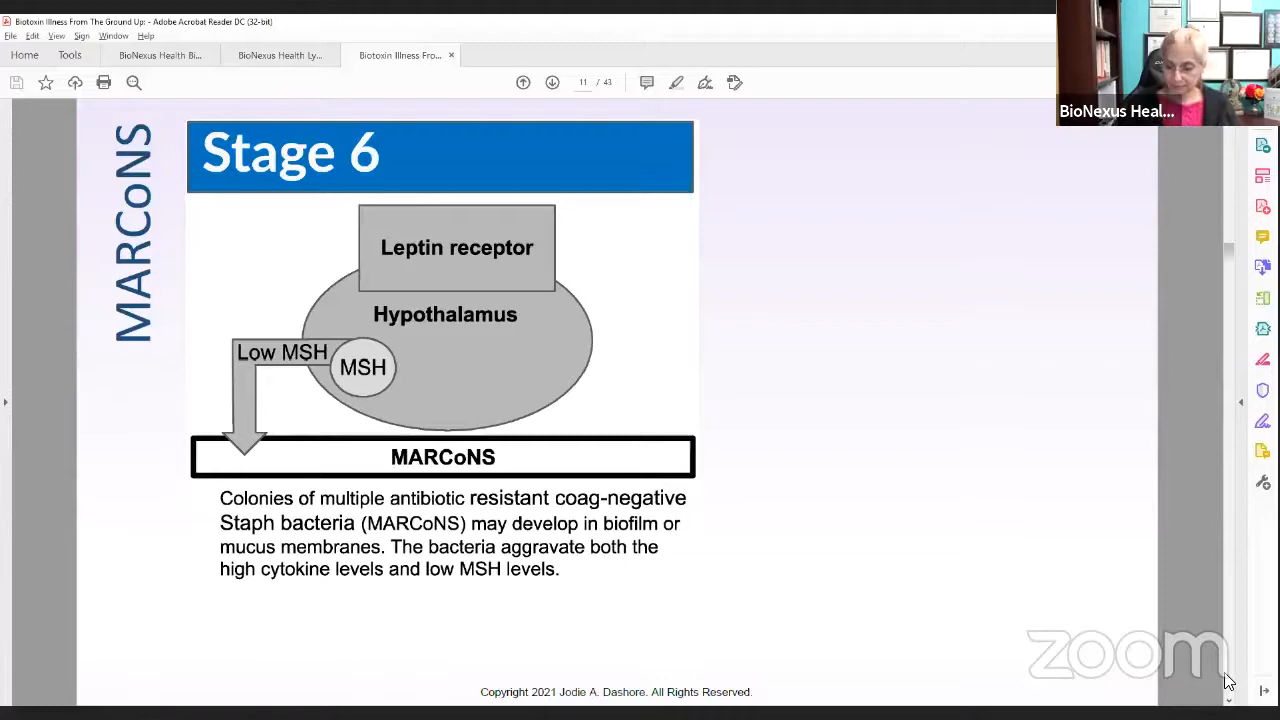 Biotoxin Illness From The Ground Up: - Adobe Acrobat Reader DC (32-bit)
File Edit View Sign Window Help
Home Tools BioNexus Health Bi... BioNexus Health Ly... Biotoxin Illness Fro... ×
11 / 43
BioNexus Heal...
MARCoNS
Stage 6
Leptin receptor
Hypothalamus
Low MSH
MSH
MARCoNS
Colonies of multiple antibiotic resistant coag-negative
Staph bacteria (MARCoNS) may develop in biofilm or
mucus membranes. The bacteria aggravate both the
high cytokine levels and low MSH levels.
zoom
Copyright 2021 Jodie A. Dashore. All Rights Reserved.